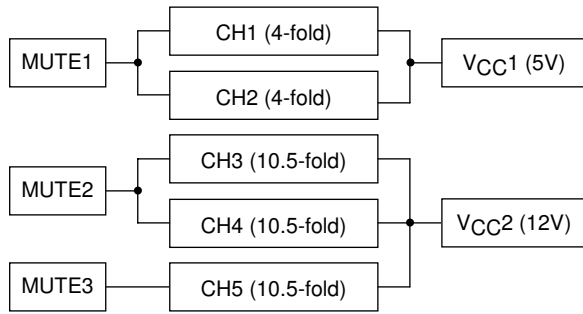 MUTE1
CH1 (4-fold)
CH2 (4-fold)
VCC1 (5V)
MUTE2
CH3 (10.5-fold)
CH4 (10.5-fold)
VCC2 (12V)
MUTE3
CH5 (10.5-fold)